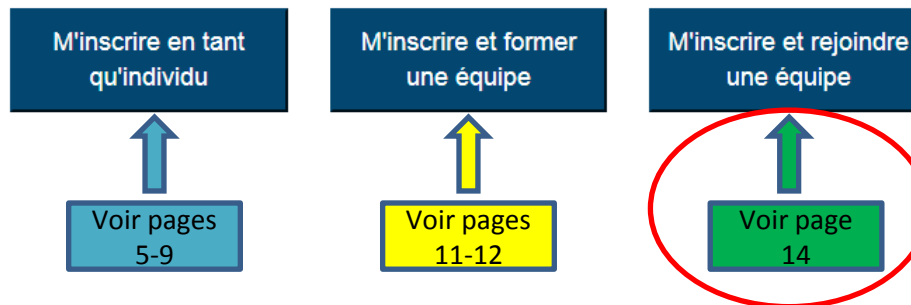 M'inscrire en tant
qu'individu
M'inscrire et former
une équipe
M'inscrire et rejoindre
une équipe
Voir pages
5-9
Voir pages
11-12
Voir page
14